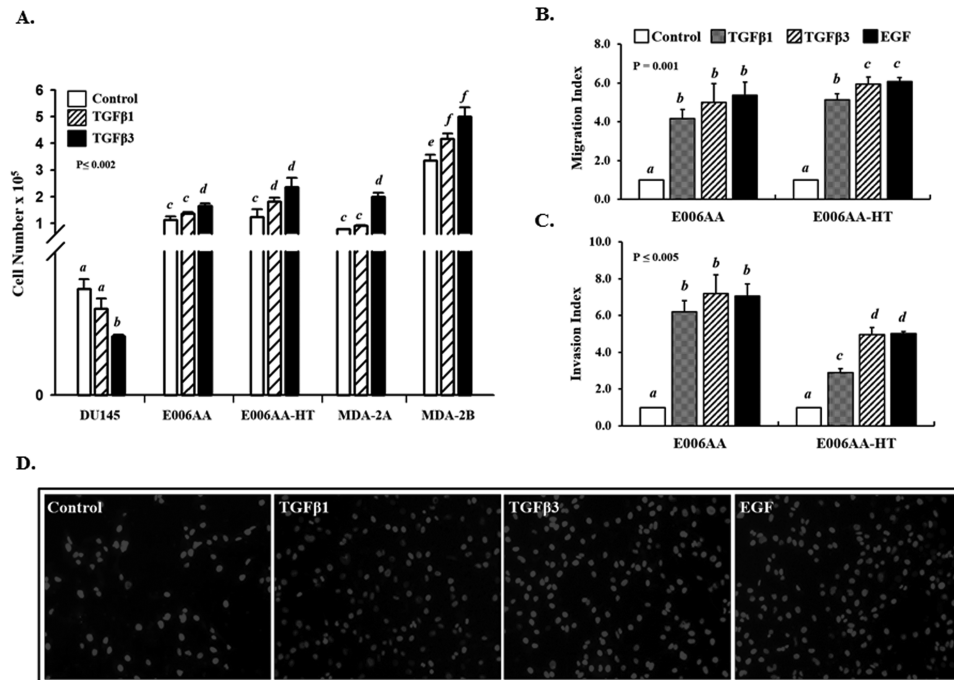 A.
Cell Number x 10⁵
6
5
4
3
2
1
0
Control
TGFβ1
TGFβ3
P≤ 0.002
a
a
b
c
c
d
c
d
d
c
c
d
e
f
f
DU145
E006AA
E006AA-HT
MDA-2A
MDA-2B
B.
Control TGFβ1 TGFβ3 EGF
Migration Index
8.0
6.0
4.0
2.0
0.0
P = 0.001
a
b
b
b
a
b
c
c
E006AA
E006AA-HT
C.
Invasion Index
10.0
8.0
6.0
4.0
2.0
0.0
P ≤ 0.005
a
b
b
b
a
c
d
d
E006AA
E006AA-HT
D.
Control
TGFβ1
TGFβ3
EGF